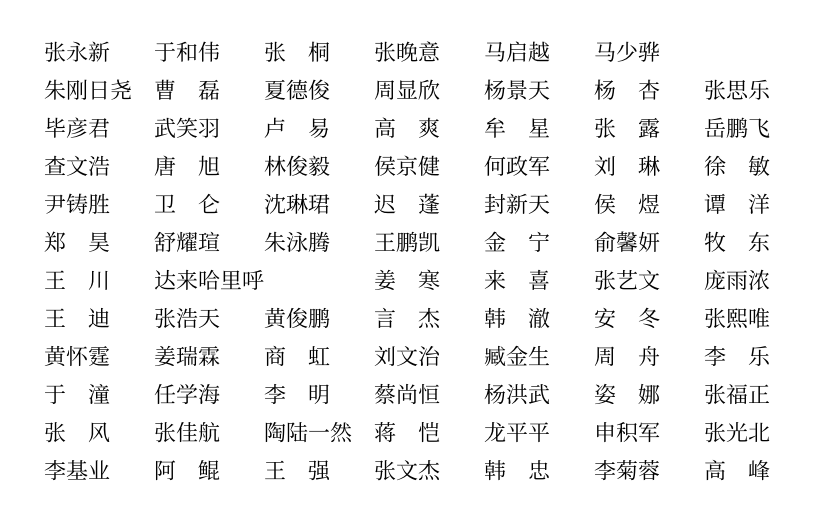 张永新 于和伟 张　桐 张晚意 马启越 马少骅
朱刚日尧 曹　磊 夏德俊 周显欣 杨景天 杨　杏 张思乐
毕彦君 武笑羽 卢　易 高　爽 牟　星 张　露 岳鹏飞
查文浩 唐　旭 林俊毅 侯京健 何政军 刘　琳 徐　敏
尹铸胜 卫　仑 沈琳珺 迟　蓬 封新天 侯　煜 谭　洋
郑　昊 舒耀瑄 朱泳腾 王鹏凯 金　宁 俞馨妍 牧　东
王　川 达来哈里呼 姜　寒 来　喜 张艺文 庞雨浓
王　迪 张浩天 黄俊鹏 言　杰 韩　澈 安　冬 张熙唯
黄怀霆 姜瑞霖 商　虹 刘文治 臧金生 周　舟 李　乐
于　潼 任学海 李　明 蔡尚恒 杨洪武 姿　娜 张福正
张　风 张佳航 陶陆一然 蒋　恺 龙平平 申积军 张光北
李基业 阿　鲲 王　强 张文杰 韩　忠 李菊蓉 高　峰